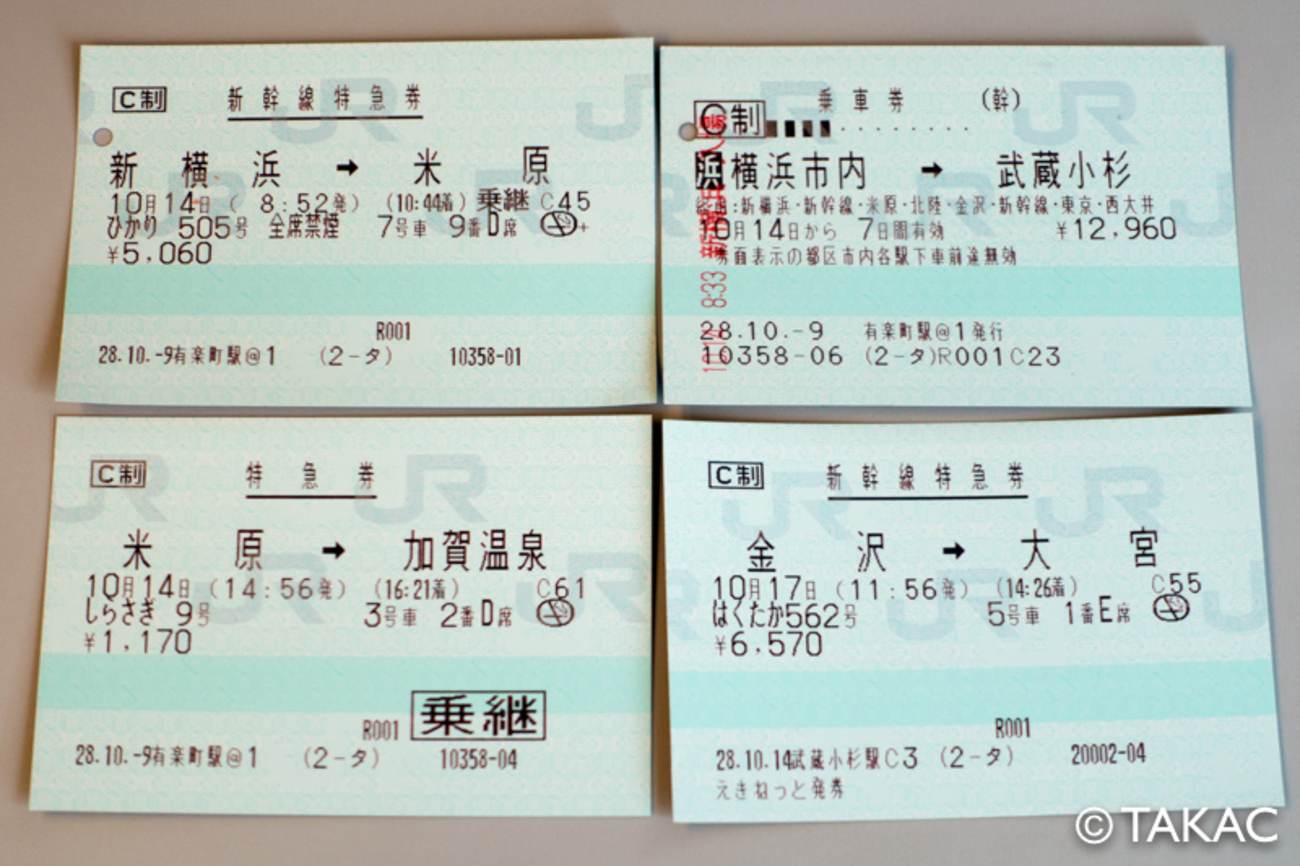 C制 新幹線特急券
新横浜 → 米原
10月14日 ( 8:52発) (10:44着) 乗継 C45
ひかり 505号 全席禁煙 7号車 9番D席
¥5,060
R001
28.10.-9有楽町駅@1 (2-タ) 10358-01
C制 乗車券 (幹)
浜 横浜市内 → 武蔵小杉
経由:新横浜・新幹線・米原・北陸・金沢・新幹線・東京・西大井
10月14日から 7日間有効 ¥12,960
券面表示の都区市内各駅下車前途無効
8:33
28.10.-9 有楽町駅@1発行
10358-06 (2-タ)R001C23
C制 特急券
米原 → 加賀温泉
10月14日 (14:56発) (16:21着) C61
しらさぎ 9号 3号車 2番D席
¥1,170
R001 乗継
28.10.-9有楽町駅@1 (2-タ) 10358-04
C制 新幹線特急券
金沢 → 大宮
10月17日 (11:56発) (14:26着) C55
はくたか562号 5号車 1番E席
¥6,570
R001
28.10.14武蔵小杉駅C3 (2-タ) 20002-04
えきねっと発券
JR
JR
JR
JR
©TAKAC